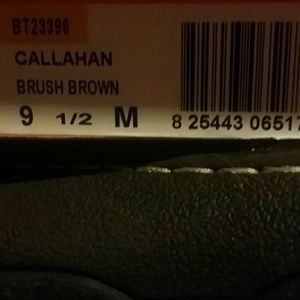 BT23396
CALLAHAN
BRUSH BROWN
9 1/2 M
8 25443 06517